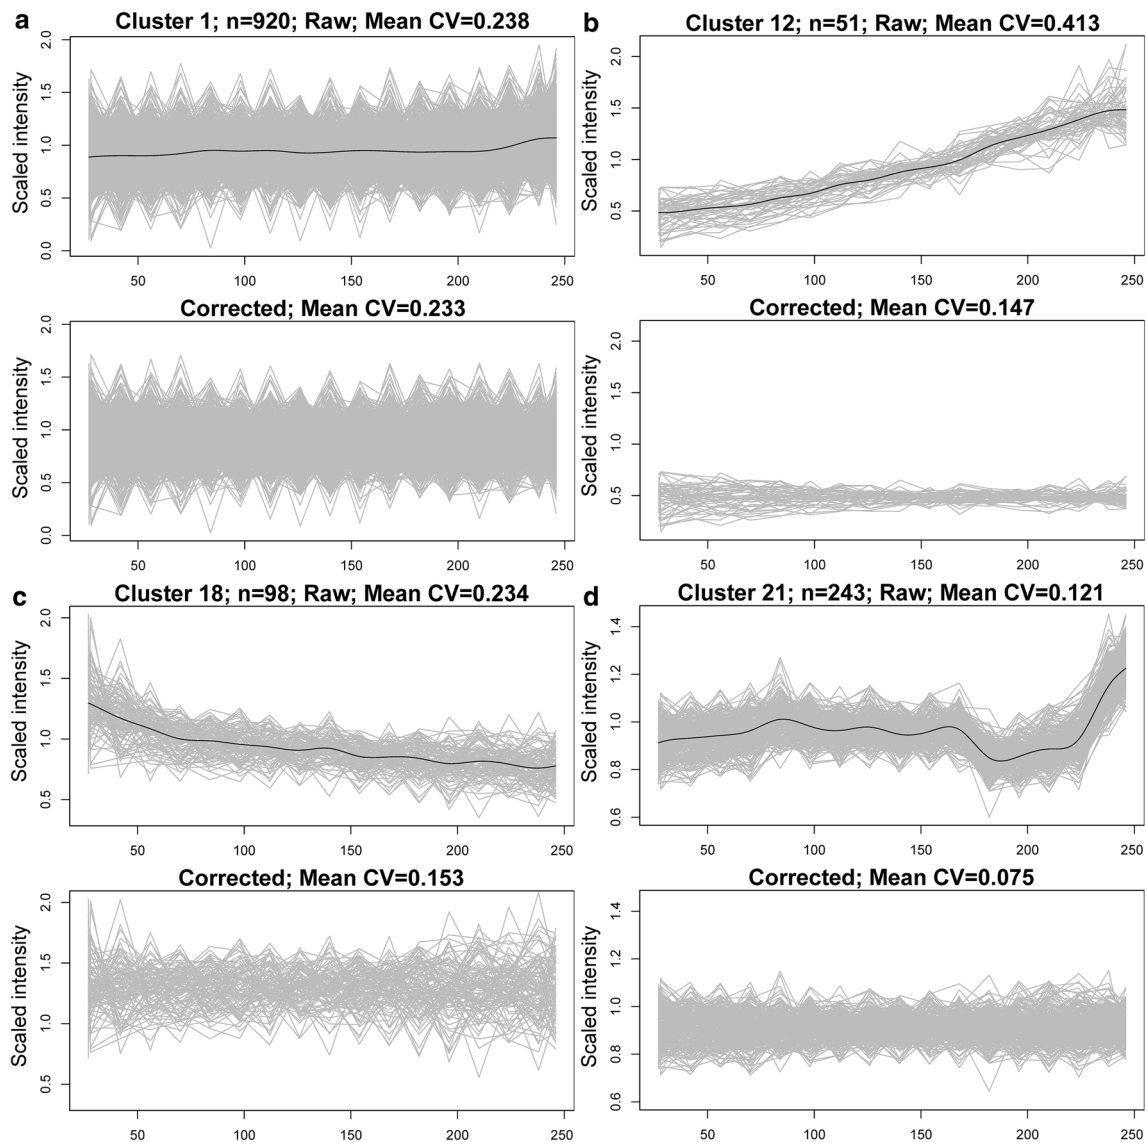 a
Cluster 1; n=920; Raw; Mean CV=0.238
Scaled intensity
2.0
1.5
1.0
0.5
0.0
50 100 150 200 250
b
Cluster 12; n=51; Raw; Mean CV=0.413
Scaled intensity
2.0
1.5
1.0
0.5
50 100 150 200 250
Corrected; Mean CV=0.233
Scaled intensity
2.0
1.5
1.0
0.5
0.0
50 100 150 200 250
Corrected; Mean CV=0.147
Scaled intensity
2.0
1.5
1.0
0.5
50 100 150 200 250
c
Cluster 18; n=98; Raw; Mean CV=0.234
Scaled intensity
2.0
1.5
1.0
0.5
50 100 150 200 250
d
Cluster 21; n=243; Raw; Mean CV=0.121
Scaled intensity
1.4
1.2
1.0
0.8
0.6
50 100 150 200 250
Corrected; Mean CV=0.153
Scaled intensity
2.0
1.5
1.0
0.5
50 100 150 200 250
Corrected; Mean CV=0.075
Scaled intensity
1.4
1.2
1.0
0.8
0.6
50 100 150 200 250